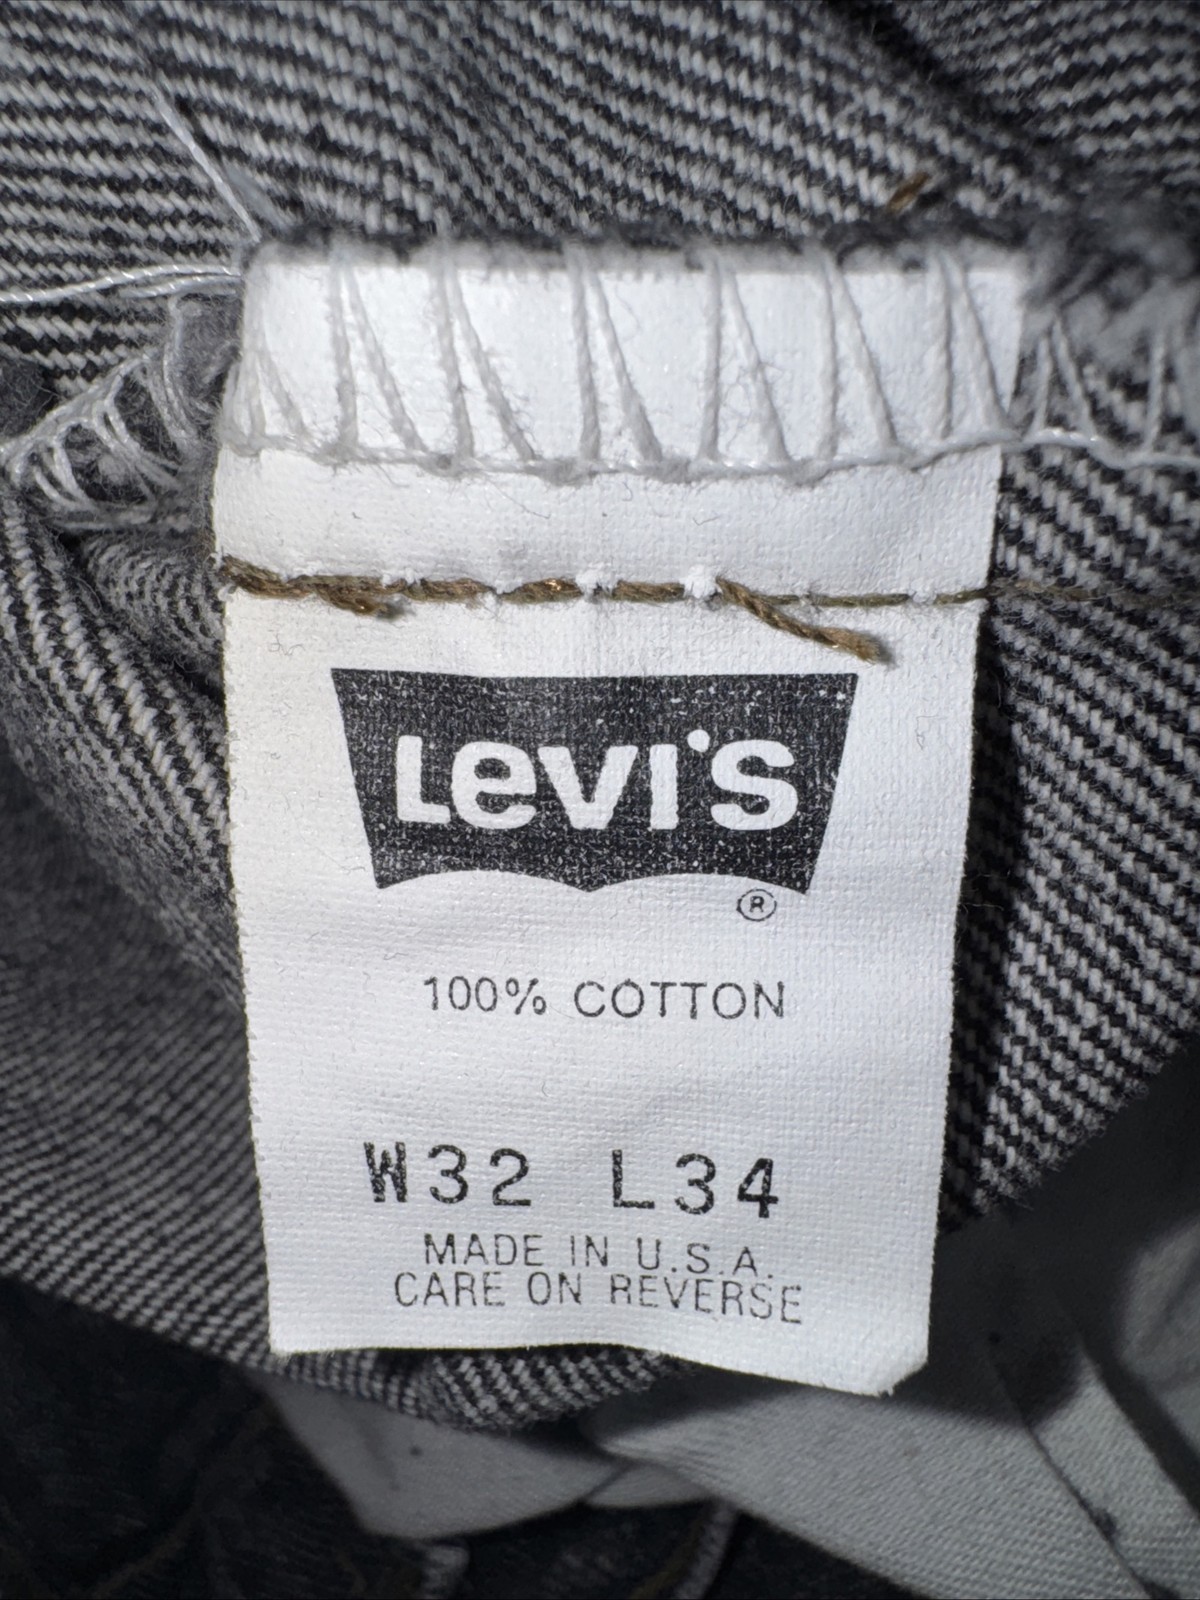 Levi's
®
100% COTTON
W32 L34
MADE IN U.S.A.
CARE ON REVERSE